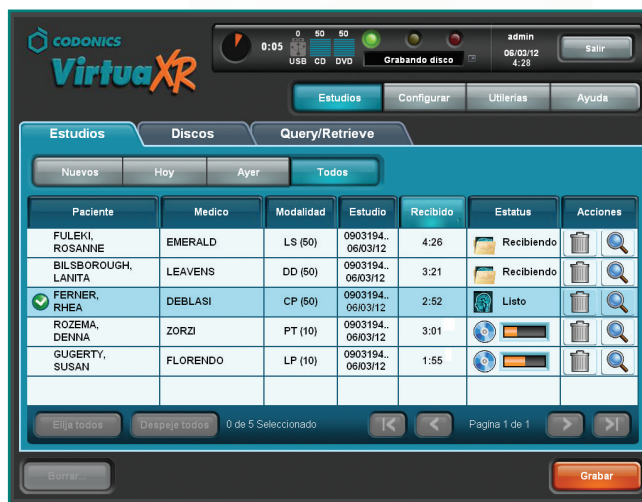 CODONICS
VirtuaXR
0:05
0 50 50
USB CD DVD
Grabando disco
admin
06/03/12
4:28
Salir
Estudios Configurar Utilerias Ayuda
Estudios Discos Query/Retrieve
Nuevos Hoy Ayer Todos
Paciente Medico Modalidad Estudio Recibido Estatus Acciones
FULEKI,
ROSANNE
EMERALD LS (50)
0903194..
06/03/12
4:26 Recibiendo
BILSBOROUGH,
LANITA
LEAVENS DD (50)
0903194..
06/03/12
3:21 Recibiendo
FERNER,
RHEA
DEBLASI CP (50)
0903194..
06/03/12
2:52 Listo
ROZEMA,
DENNA
ZORZI PT (10)
0903194..
06/03/12
3:01
GUGERTY,
SUSAN
FLORENDO LP (10)
0903194..
06/03/12
1:55
Elija todos Despeje todos 0 de 5 Seleccionado Pagina 1 de 1
Borrar... Grabar